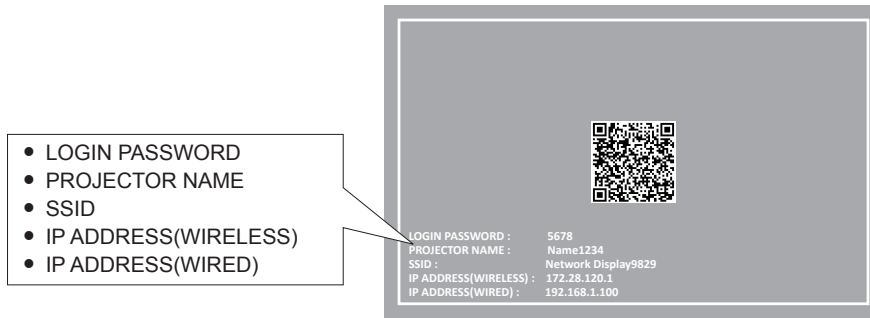 • LOGIN PASSWORD
• PROJECTOR NAME
• SSID
• IP ADDRESS(WIRELESS)
• IP ADDRESS(WIRED)
LOGIN PASSWORD : 5678
PROJECTOR NAME : Name1234
SSID : Network Display9829
IP ADDRESS(WIRELESS) : 172.28.120.1
IP ADDRESS(WIRED) : 192.168.1.100